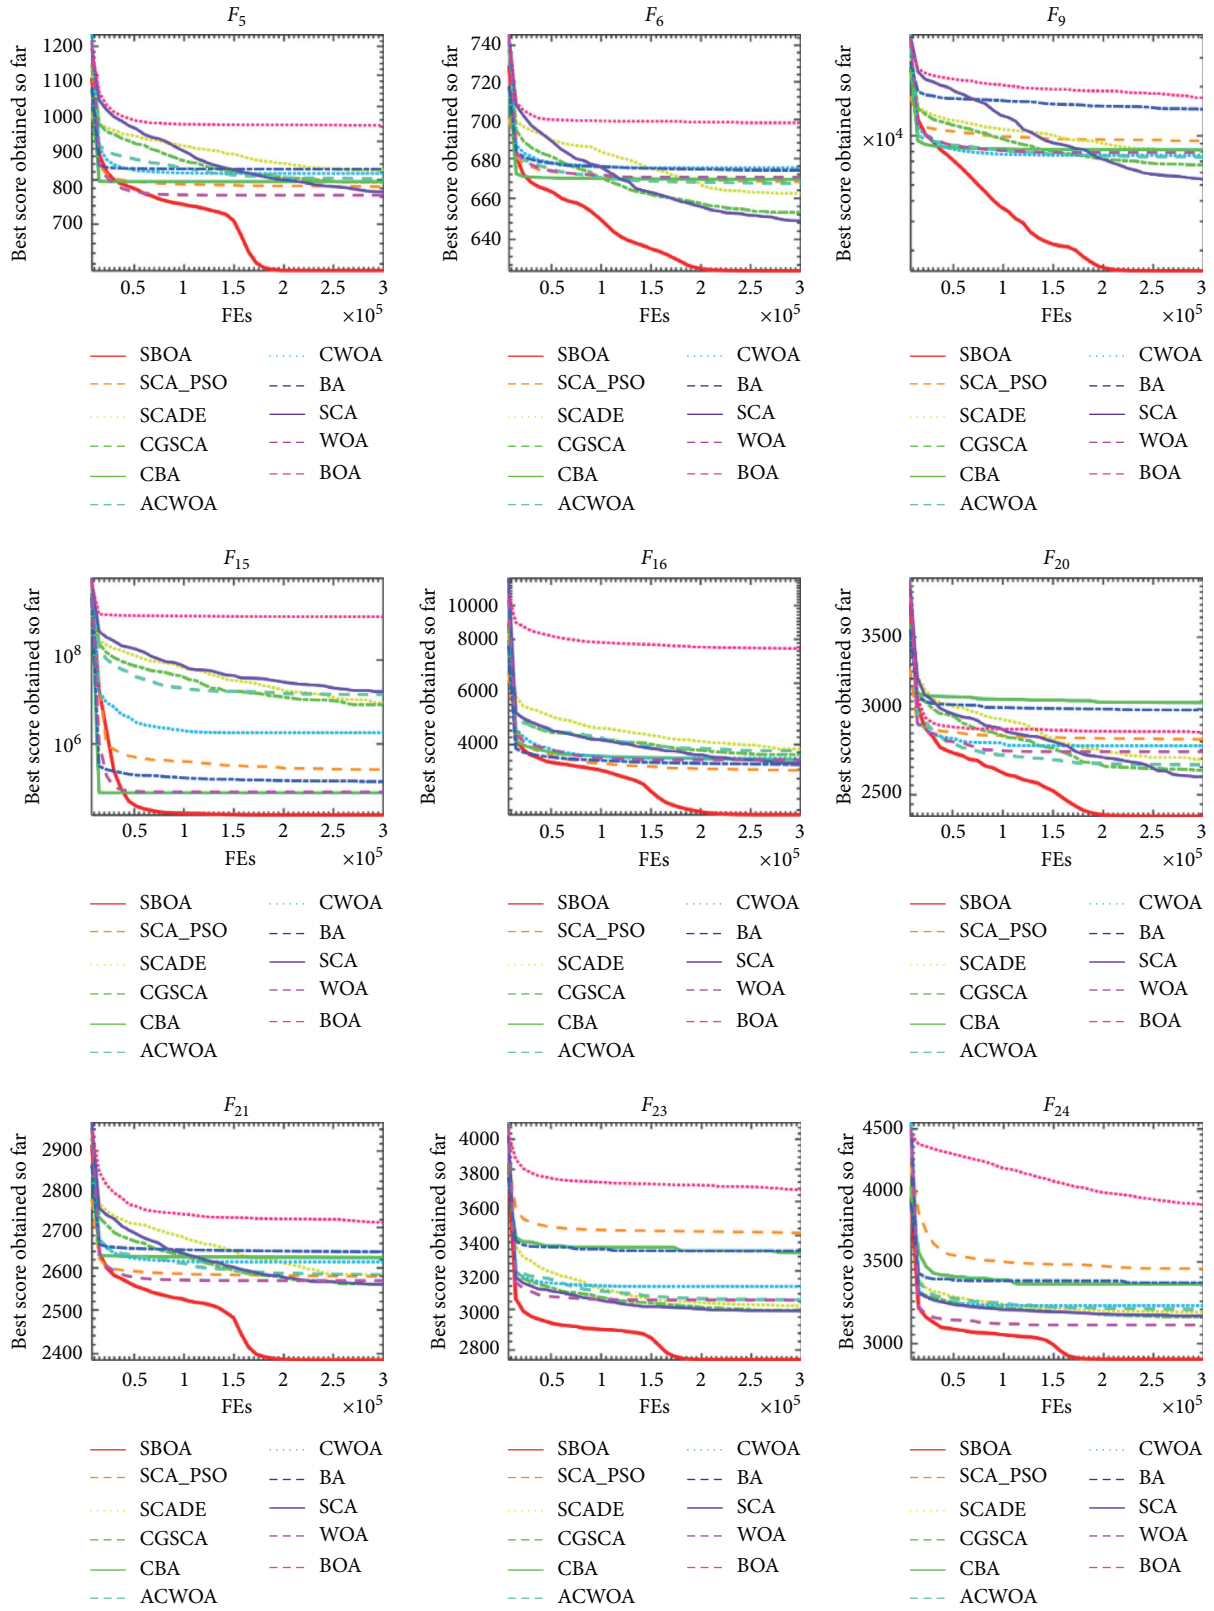 F5
Best score obtained so far
1200
1100
1000
900
800
700
0.5 1 1.5 2 2.5 3
FEs ×10^5
SBOA
SCA_PSO
SCADE
CGSCA
CBA
ACWOA
CWOA
BA
SCA
WOA
BOA
F6
Best score obtained so far
740
720
700
680
660
640
0.5 1 1.5 2 2.5 3
FEs ×10^5
SBOA
SCA_PSO
SCADE
CGSCA
CBA
ACWOA
CWOA
BA
SCA
WOA
BOA
F9
Best score obtained so far
×10^4
0.5 1 1.5 2 2.5 3
FEs ×10^5
SBOA
SCA_PSO
SCADE
CGSCA
CBA
ACWOA
CWOA
BA
SCA
WOA
BOA
F15
Best score obtained so far
10^8
10^6
0.5 1 1.5 2 2.5 3
FEs ×10^5
SBOA
SCA_PSO
SCADE
CGSCA
CBA
ACWOA
CWOA
BA
SCA
WOA
BOA
F16
Best score obtained so far
10000
8000
6000
4000
0.5 1 1.5 2 2.5 3
FEs ×10^5
SBOA
SCA_PSO
SCADE
CGSCA
CBA
ACWOA
CWOA
BA
SCA
WOA
BOA
F20
Best score obtained so far
3500
3000
2500
0.5 1 1.5 2 2.5 3
FEs ×10^5
SBOA
SCA_PSO
SCADE
CGSCA
CBA
ACWOA
CWOA
BA
SCA
WOA
BOA
F21
Best score obtained so far
2900
2800
2700
2600
2500
2400
0.5 1 1.5 2 2.5 3
FEs ×10^5
SBOA
SCA_PSO
SCADE
CGSCA
CBA
ACWOA
CWOA
BA
SCA
WOA
BOA
F23
Best score obtained so far
4000
3800
3600
3400
3200
3000
2800
0.5 1 1.5 2 2.5 3
FEs ×10^5
SBOA
SCA_PSO
SCADE
CGSCA
CBA
ACWOA
CWOA
BA
SCA
WOA
BOA
F24
Best score obtained so far
4500
4000
3500
3000
0.5 1 1.5 2 2.5 3
FEs ×10^5
SBOA
SCA_PSO
SCADE
CGSCA
CBA
ACWOA
CWOA
BA
SCA
WOA
BOA